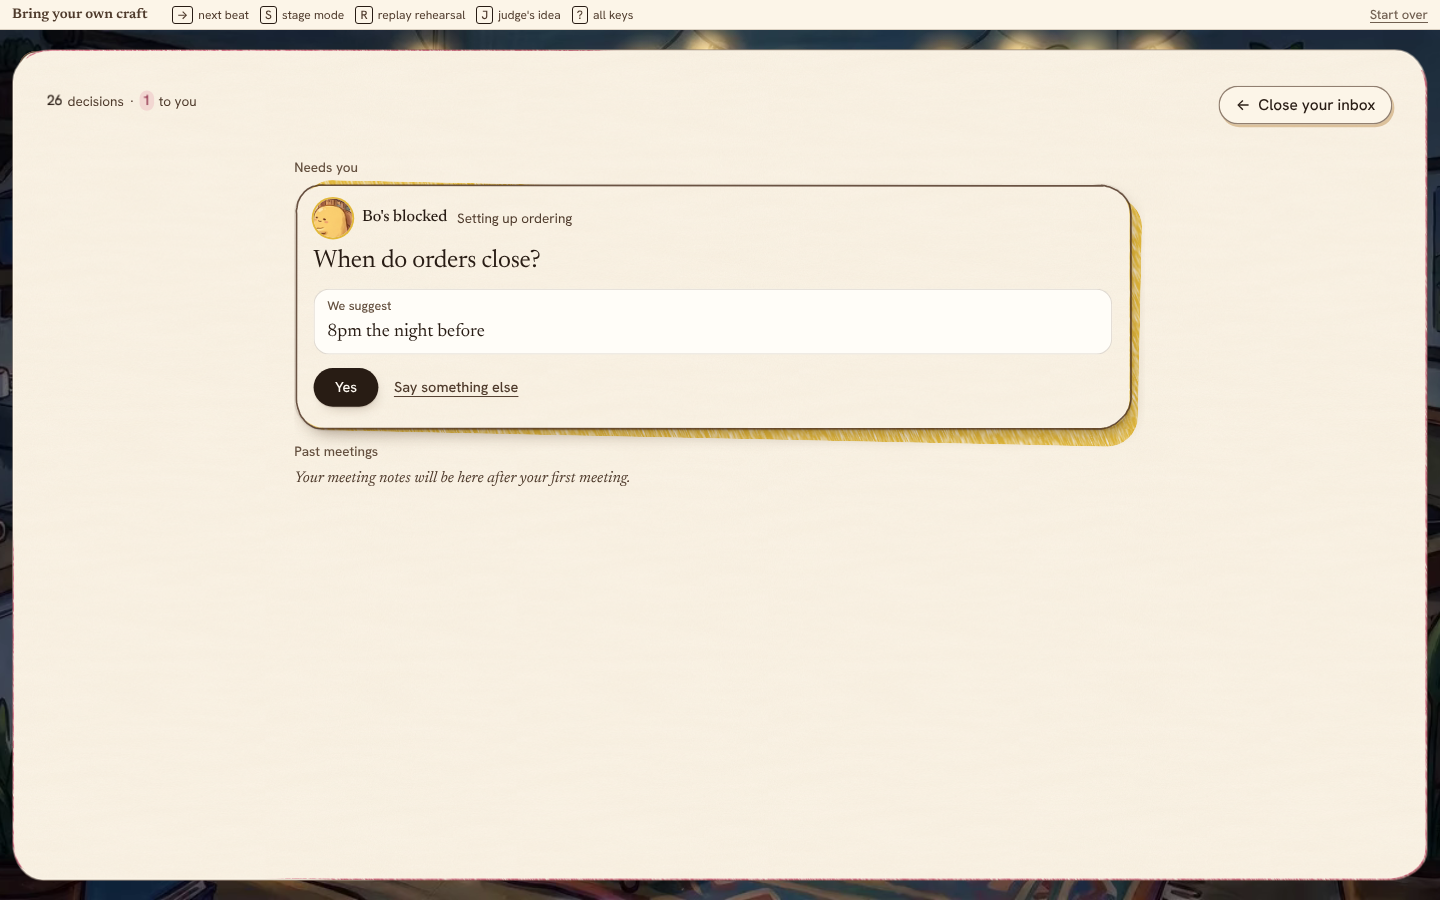 Bring your own craft → next beat S stage mode R replay rehearsal J judge's idea ? all keys Start over
26 decisions · 1 to you
← Close your inbox
Needs you
Bo's blocked Setting up ordering
When do orders close?
We suggest
8pm the night before
Yes Say something else
Past meetings
Your meeting notes will be here after your first meeting.